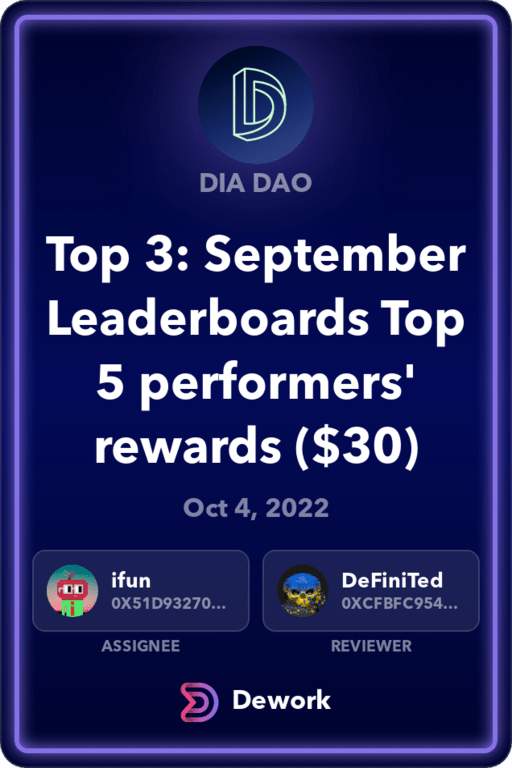 DIA DAO
Top 3: September
Leaderboards Top
5 performers'
rewards ($30)
Oct 4, 2022
ifun
0X51D93270...
DeFiniTed
0XCFBFC954...
ASSIGNEE
REVIEWER
Dework